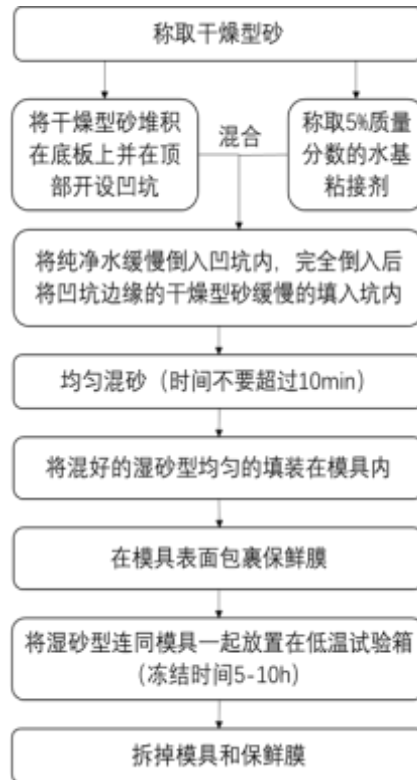 称取干燥型砂
将干燥型砂堆积
在底板上并在顶
部开设凹坑
混合
称取5%质量
分数的水基
粘接剂
将纯净水缓慢倒入凹坑内，完全倒入后
将凹坑边缘的干燥型砂缓慢的填入坑内
均匀混砂（时间不要超过10min）
将混好的湿砂型均匀的填装在模具内
在模具表面包裹保鲜膜
将湿砂型连同模具一起放置在低温试验箱
(冻结时间5-10h)
拆掉模具和保鲜膜